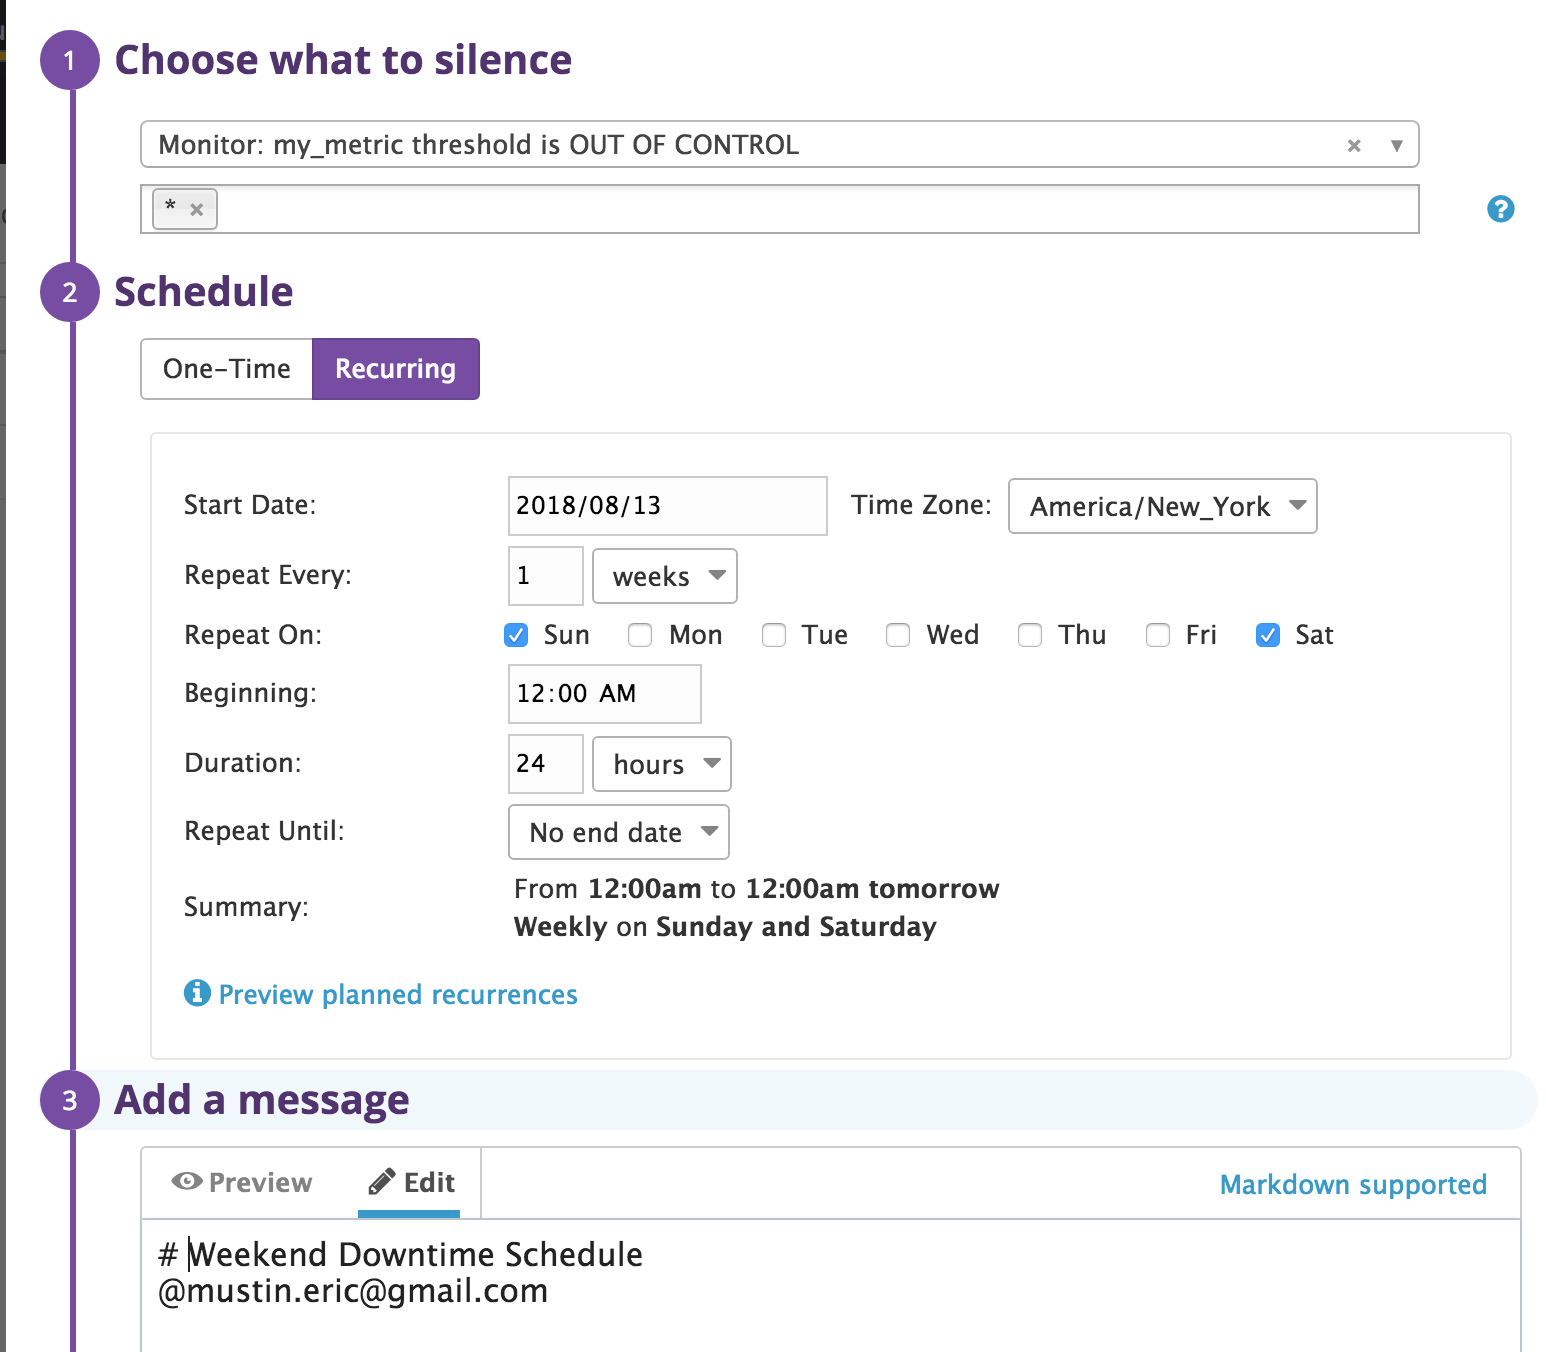 1 Choose what to silence
Monitor: my_metric threshold is OUT OF CONTROL × ▼
* × ?
2 Schedule
One-Time Recurring
Start Date: 2018/08/13 Time Zone: America/New_York
Repeat Every: 1 weeks
Repeat On: Sun Mon Tue Wed Thu Fri Sat
Beginning: 12:00 AM
Duration: 24 hours
Repeat Until: No end date
Summary: From 12:00am to 12:00am tomorrow
Weekly on Sunday and Saturday
Preview planned recurrences
3 Add a message
Preview Edit Markdown supported
# Weekend Downtime Schedule
@mustin.eric@gmail.com